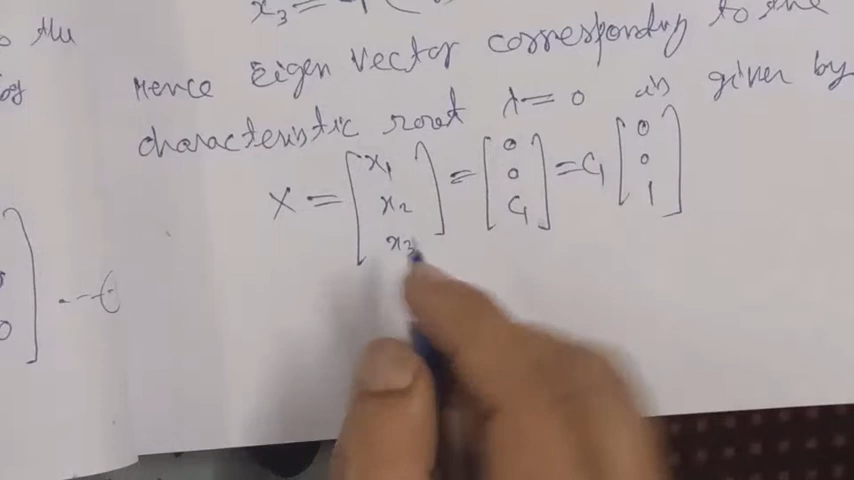 x3 =
Hence Eigen vector corresponding to the
characteristic root λ = 0 is given by
X = [x1 x2 x3] = [0 0 C1] = C1 [0 0 1]